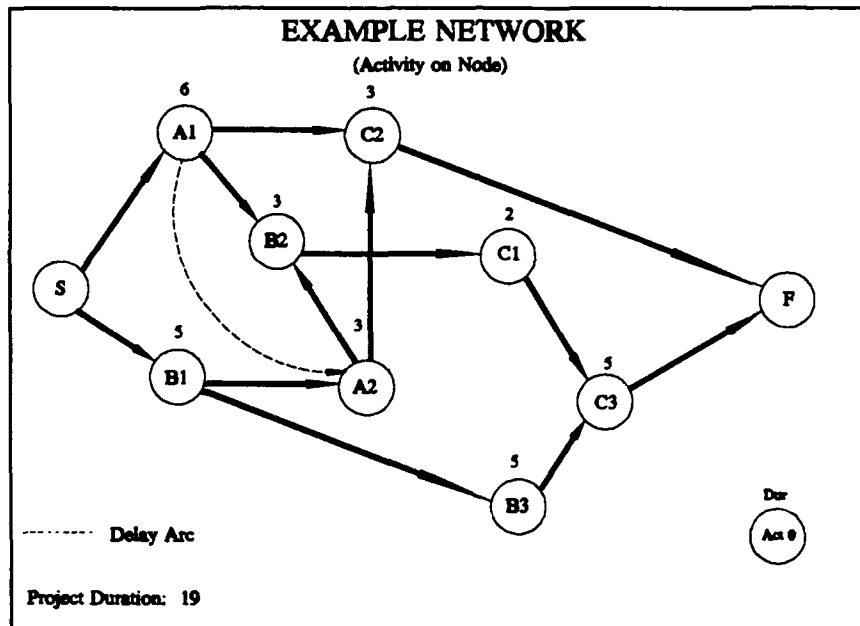 EXAMPLE NETWORK
(Activity on Node)
6
A1
3
C2
3
B2
2
C1
S
F
5
B1
3
A2
5
C3
5
B3
Dur
Act #
Delay Arc
Project Duration: 19